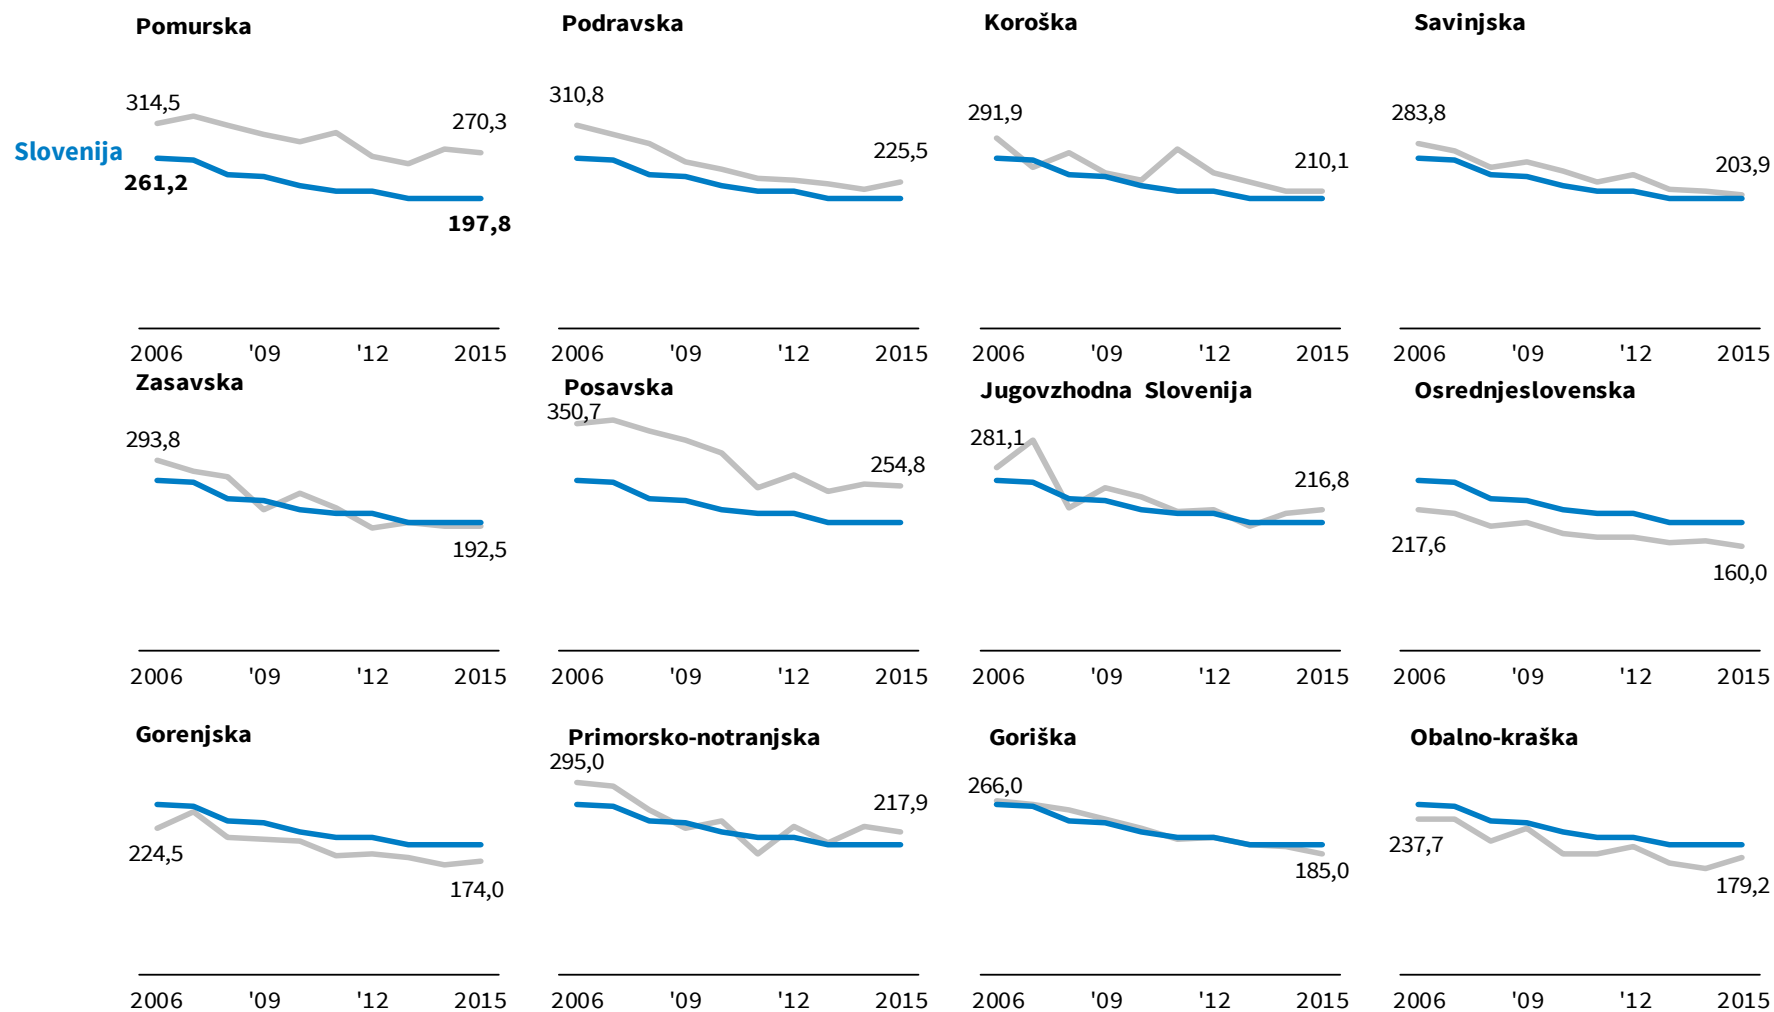 Pomurska
314,5
270,3
Slovenija
261,2
197,8
2006 '09 '12 2015
Podravska
310,8
225,5
2006 '09 '12 2015
Koroška
291,9
210,1
2006 '09 '12 2015
Savinjska
283,8
203,9
2006 '09 '12 2015
Zasavska
293,8
192,5
2006 '09 '12 2015
Posavska
350,7
254,8
2006 '09 '12 2015
Jugovzhodna Slovenija
281,1
216,8
2006 '09 '12 2015
Osrednjeslovenska
217,6
160,0
2006 '09 '12 2015
Gorenjska
224,5
174,0
2006 '09 '12 2015
Primorsko-notranjska
295,0
217,9
2006 '09 '12 2015
Goriška
266,0
185,0
2006 '09 '12 2015
Obalno-kraška
237,7
179,2
2006 '09 '12 2015